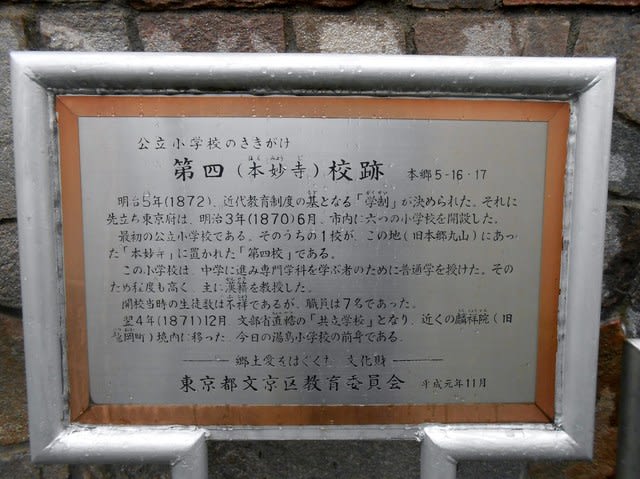 公立小学校のさきがけ
第四(本妙寺)校跡 本郷5-16・17
明治5年(1872)、近代教育制度の基となる「学制」が決められた。それに
先立ち東京府は、明治3年(1870)6月、市内に六つの小学校を開設した。
最初の公立小学校である。そのうちの1校が、この地(旧本郷丸山)にあっ
た「本妙寺」に置かれた「第四校」である。
この小学校は、中学に進み専門学科を学ぶ者のために普通学を授けた。その
ため程度も高く、主に漢籍を教授した。
開校当時の生徒数は不祥であるが、職員は7名であった。
翌4年(1871)12月、文部省直轄の「共立学校」となり、近くの麟祥院(旧
龍岡町)境内に移った。今日の湯島小学校の前身である。
郷土愛をはぐくむ 文化財
東京都文京区教育委員会 平成元年11月